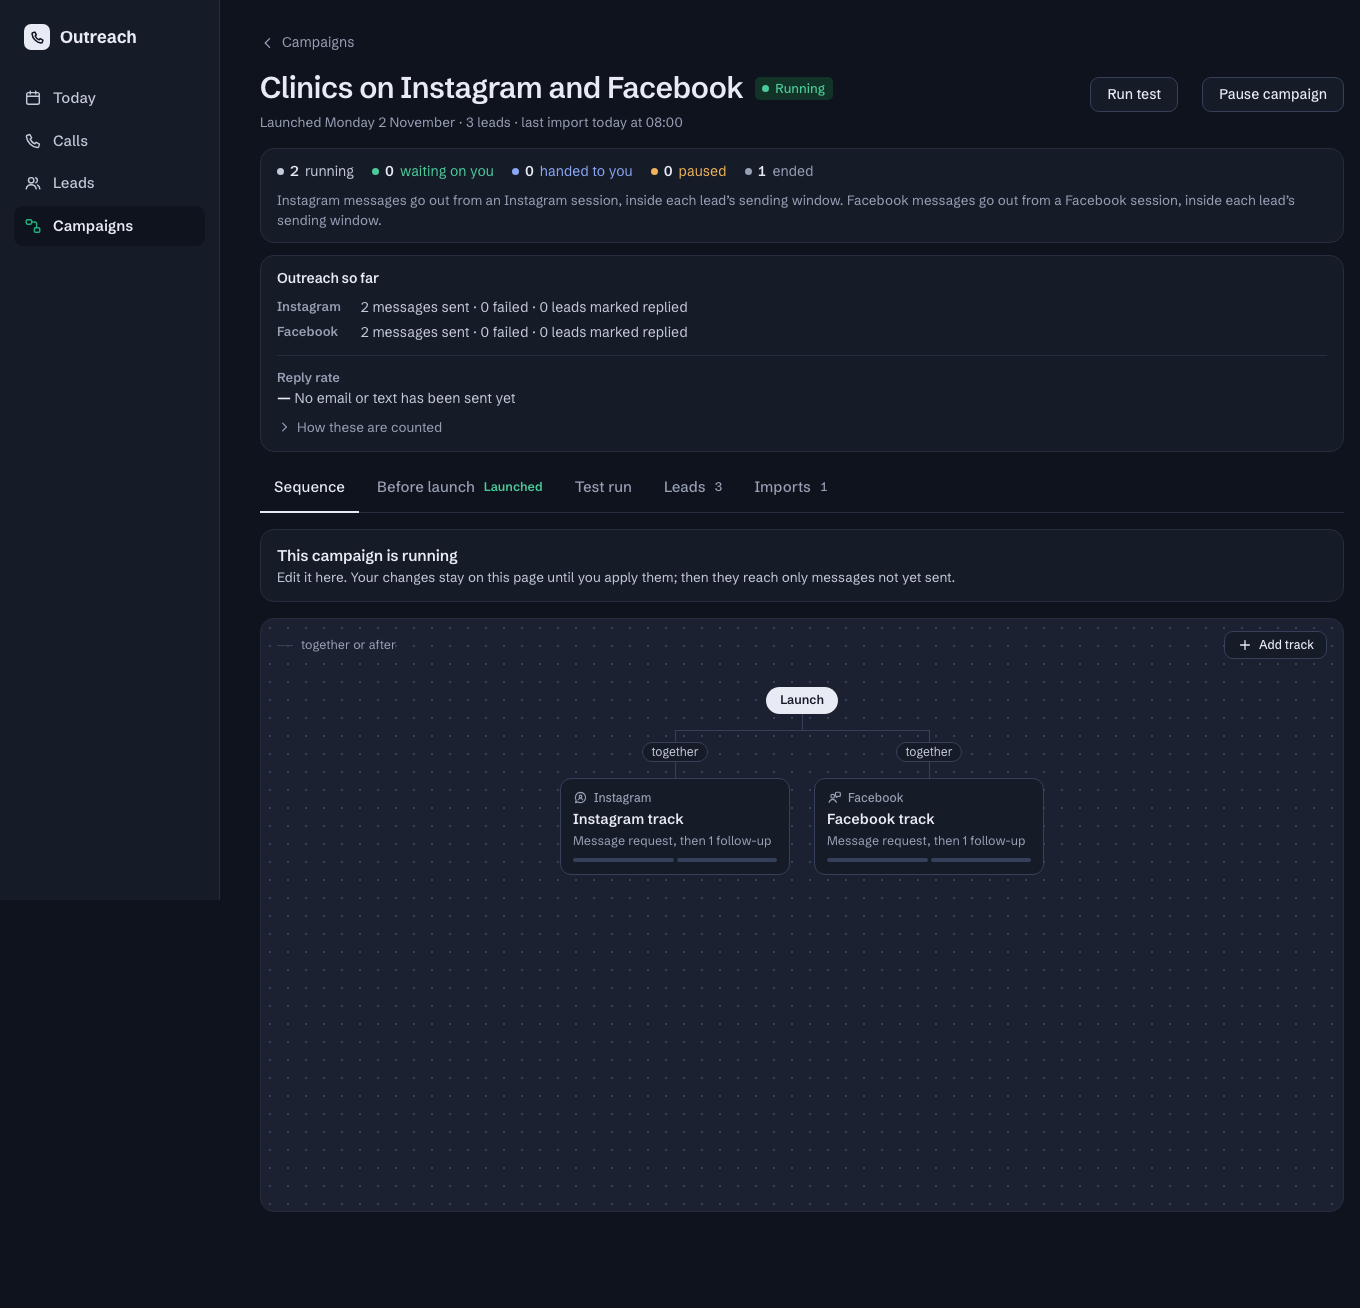 Outreach
Today
Calls
Leads
Campaigns
Campaigns
Clinics on Instagram and Facebook
Running
Run test
Pause campaign
Launched Monday 2 November · 3 leads · last import today at 08:00
2 running
0 waiting on you
0 handed to you
0 paused
1 ended
Instagram messages go out from an Instagram session, inside each lead’s sending window. Facebook messages go out from a Facebook session, inside each lead’s
sending window.
Outreach so far
Instagram 2 messages sent · 0 failed · 0 leads marked replied
Facebook 2 messages sent · 0 failed · 0 leads marked replied
Reply rate
— No email or text has been sent yet
How these are counted
Sequence
Before launch Launched
Test run
Leads 3
Imports 1
This campaign is running
Edit it here. Your changes stay on this page until you apply them; then they reach only messages not yet sent.
together or after
Add track
Launch
together
together
Instagram
Instagram track
Message request, then 1 follow-up
Facebook
Facebook track
Message request, then 1 follow-up